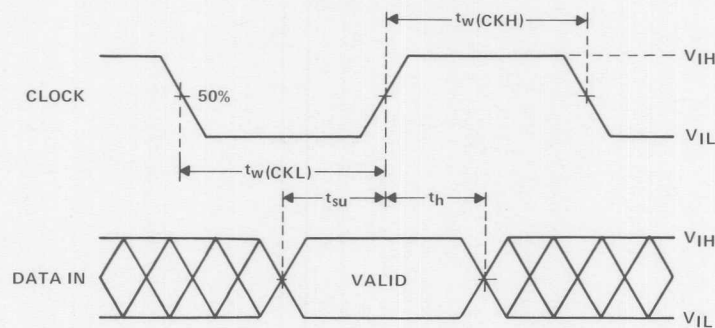 tw(CKH)
VIH
CLOCK
50%
VIL
tw(CKL)
tsu
th
VIH
DATA IN
VALID
VIL